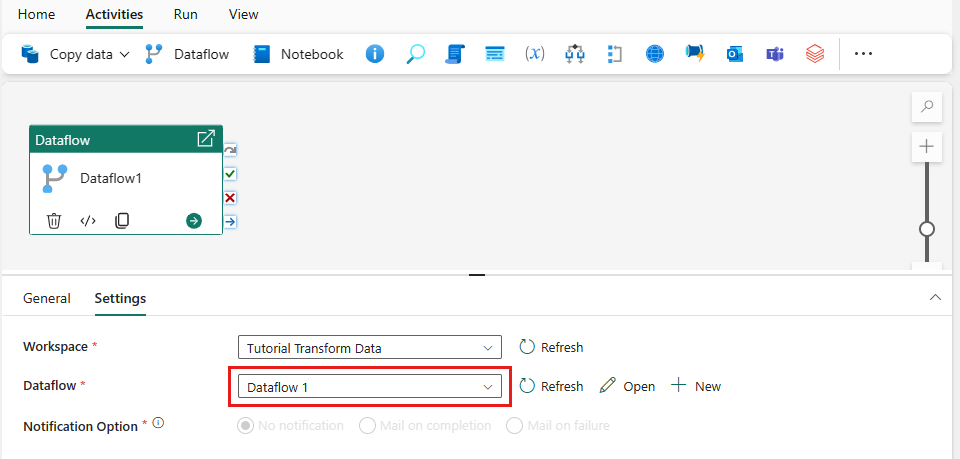 Home Activities Run View
Copy data Dataflow Notebook (x) ...
Dataflow
Dataflow1
</>
General Settings
Workspace * Tutorial Transform Data Refresh
Dataflow * Dataflow 1 Refresh Open New
Notification Option * No notification Mail on completion Mail on failure